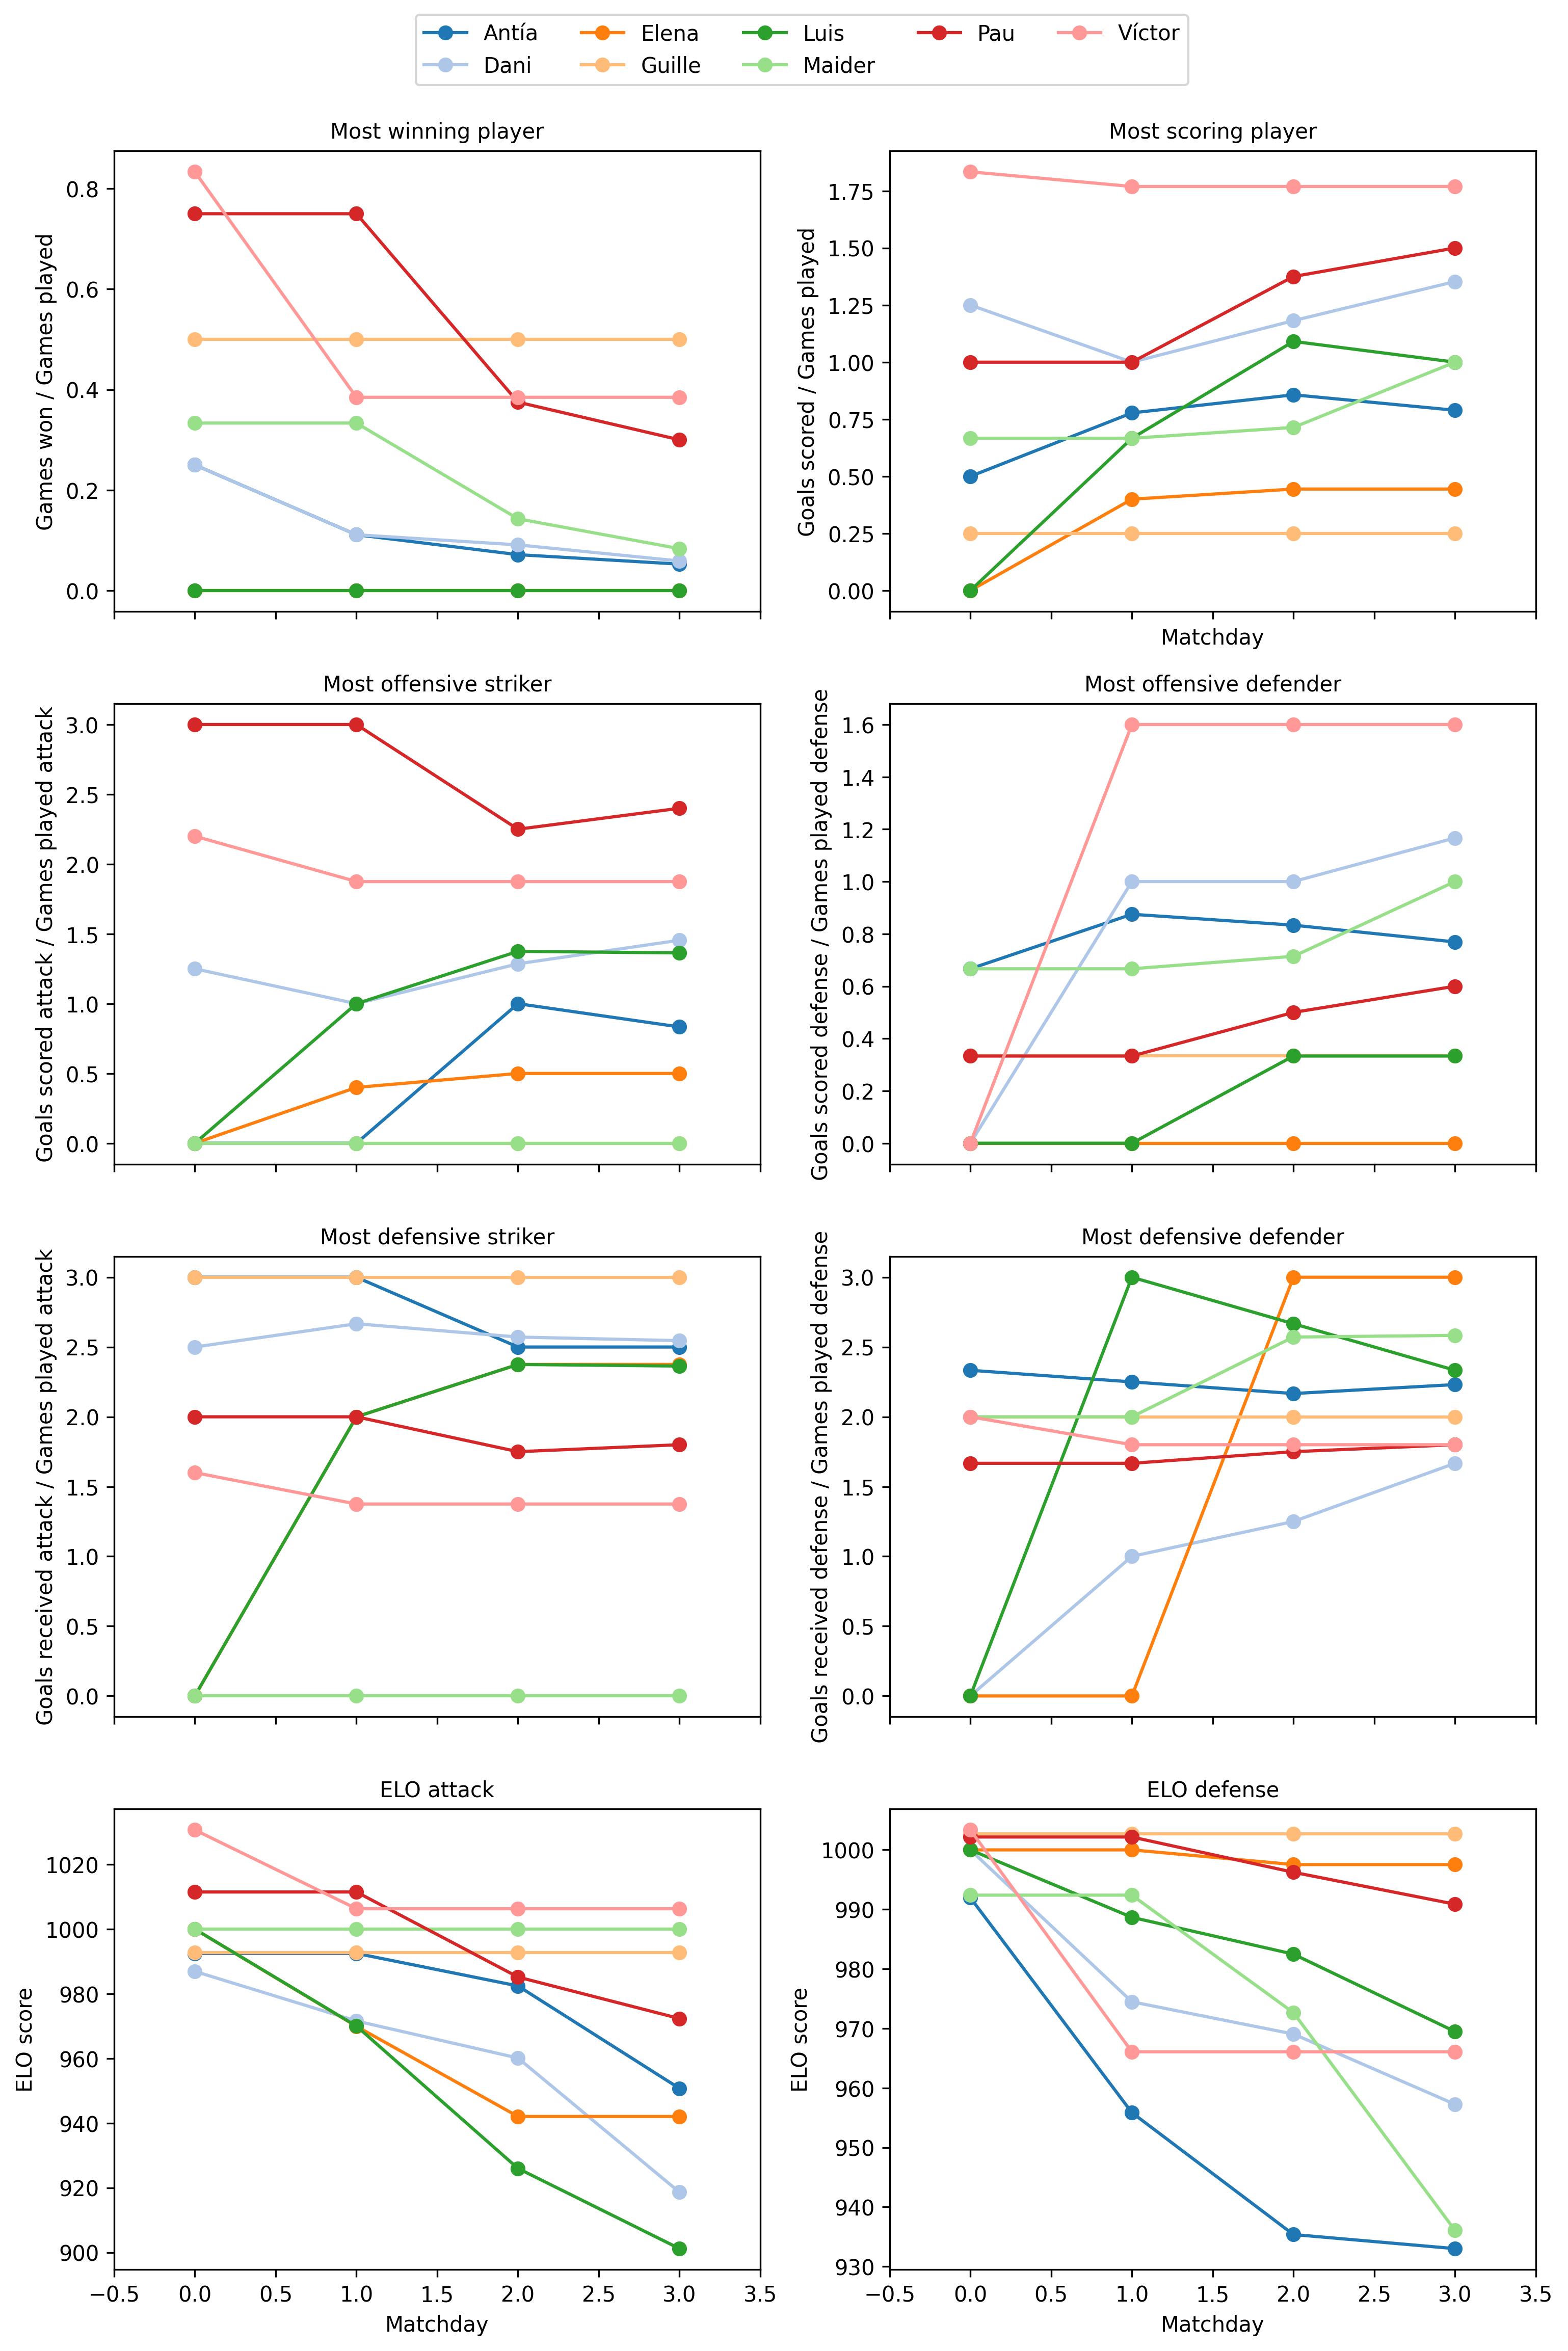 Antía Elena Luis Pau Víctor
Dani Guille Maider
Most winning player
Games won / Games played
0.8
0.6
0.4
0.2
0.0
Most scoring player
Goals scored / Games played
1.75
1.50
1.25
1.00
0.75
0.50
0.25
0.00
Matchday
Most offensive striker
Goals scored attack / Games played attack
3.0
2.5
2.0
1.5
1.0
0.5
0.0
Most offensive defender
Goals scored defense / Games played defense
1.6
1.4
1.2
1.0
0.8
0.6
0.4
0.2
0.0
Most defensive striker
Goals received attack / Games played attack
3.0
2.5
2.0
1.5
1.0
0.5
0.0
Most defensive defender
Goals received defense / Games played defense
3.0
2.5
2.0
1.5
1.0
0.5
0.0
ELO attack
ELO score
1020
1000
980
960
940
920
900
−0.5 0.0 0.5 1.0 1.5 2.0 2.5 3.0 3.5
Matchday
ELO defense
ELO score
1000
990
980
970
960
950
940
930
−0.5 0.0 0.5 1.0 1.5 2.0 2.5 3.0 3.5
Matchday